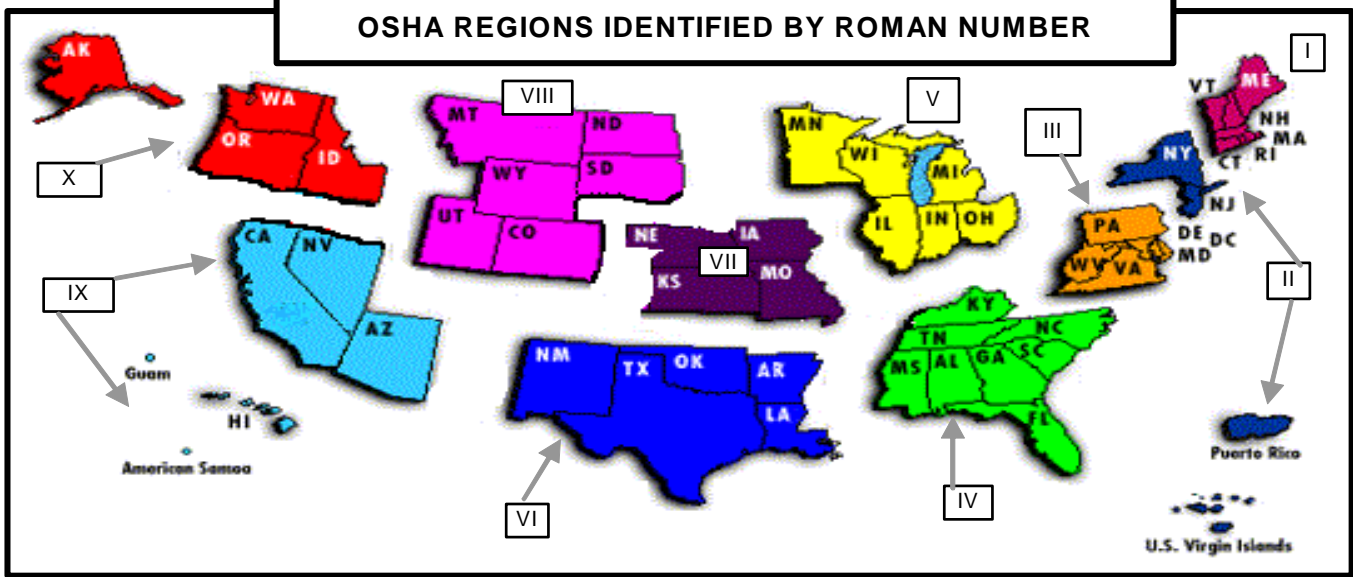 OSHA REGIONS IDENTIFIED BY ROMAN NUMBER
AK
WA
OR
ID
X
VIII
MT
ND
SD
WY
UT
CO
V
MN
WI
MI
IL
IN
OH
I
VT
ME
NH
MA
RI
CT
III
NY
NJ
PA
DE
DC
MD
WV
VA
II
CA
NV
AZ
IX
Guam
HI
American Samoa
NE
IA
VII
KS
MO
NM
TX
OK
AR
LA
VI
KY
TN
NC
SC
MS
AL
GA
FL
IV
Puerto Rico
U.S. Virgin Islands